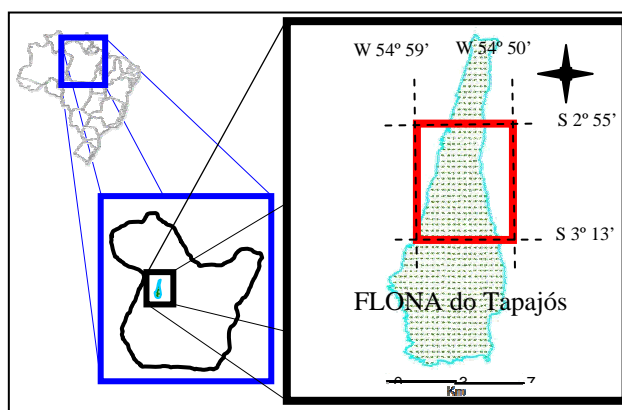 W 54º 59’ W 54º 50’
S 2º 55’
S 3º 13’
FLONA do Tapajós
Km